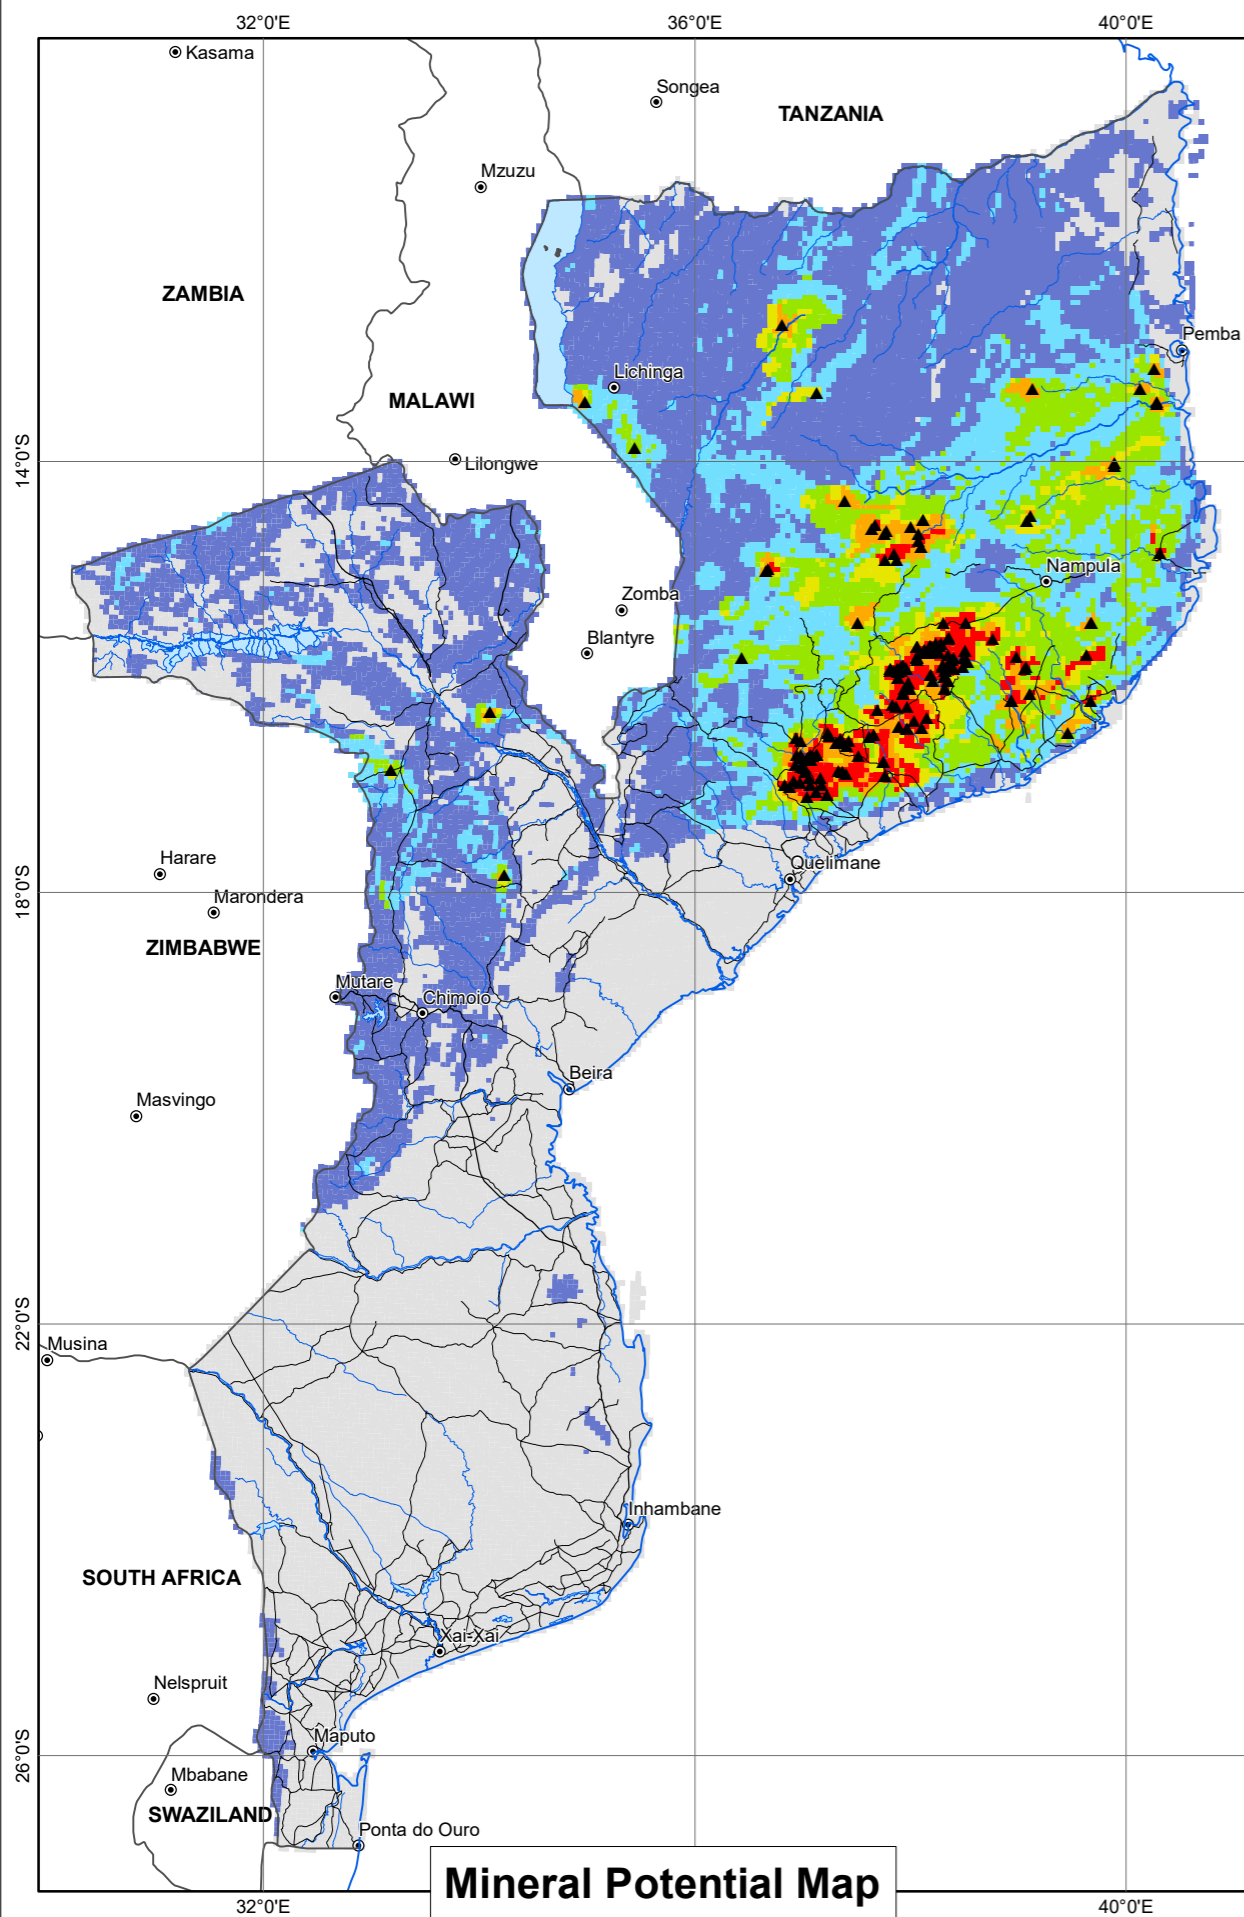 32°0'E 36°0'E 40°0'E
Kasama
Songea
TANZANIA
Mzuzu
ZAMBIA
Pemba
Lichinga
MALAWI
14°0'S
Lilongwe
Nampula
Zomba
Blantyre
Harare
Quelimane
18°0'S
Marondera
ZIMBABWE
Mutare
Chimoio
Beira
Masvingo
22°0'S
Musina
Inhambane
SOUTH AFRICA
Xai-Xai
Nelspruit
Maputo
26°0'S
Mbabane
SWAZILAND
Ponta do Ouro
Mineral Potential Map
32°0'E 40°0'E